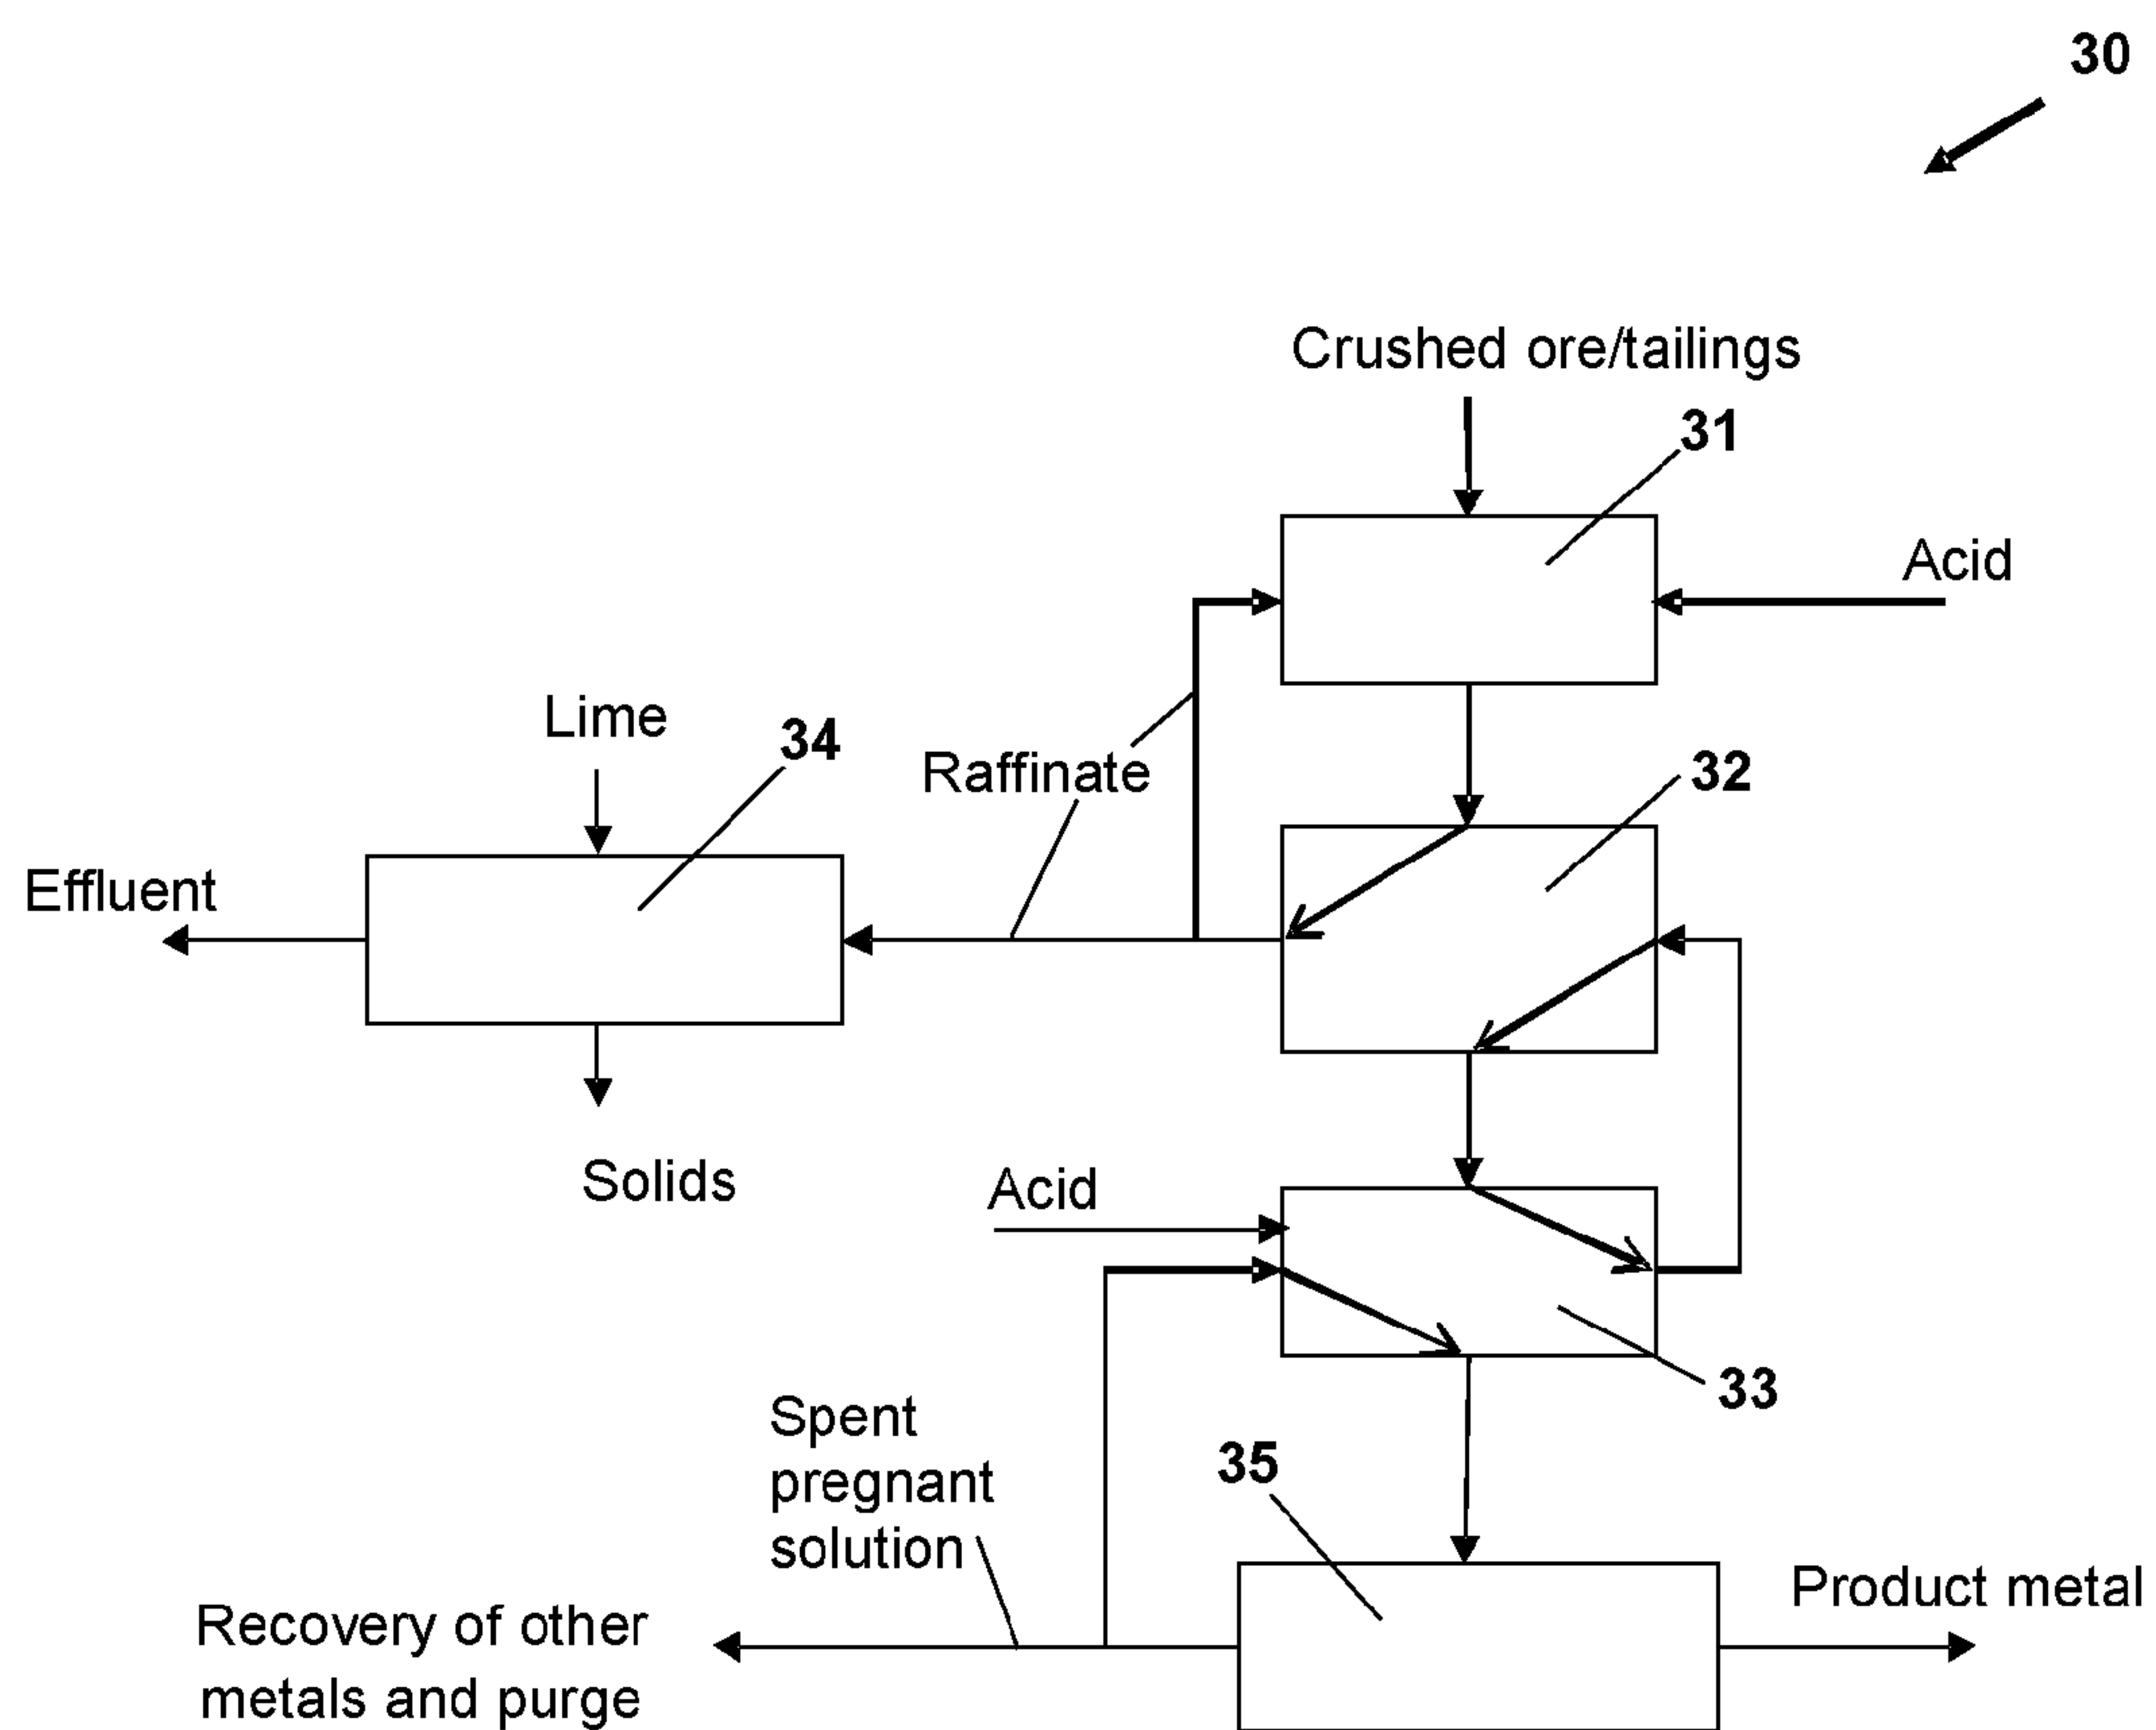 30
Crushed ore/tailings
31
Acid
Lime
34
Raffinate
32
Effluent
Solids
Acid
33
Spent
pregnant
solution
35
Product metal
Recovery of other
metals and purge